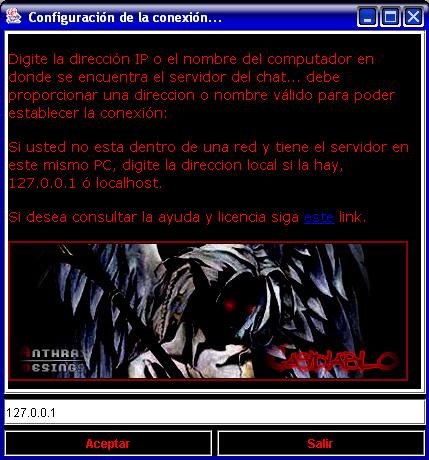 Configuración de la conexión...
Digite la dirección IP o el nombre del computador en
donde se encuentra el servidor del chat... debe
proporcionar una direccion o nombre válido para poder
establecer la conexión:
Si usted no esta dentro de una red y tiene el servidor en
este mismo PC, digite la direccion local si la hay,
127.0.0.1 ó localhost.
Si desea consultar la ayuda y licencia siga este link.
ANTHRAX
DESINGS
CASIDIABLO
127.0.0.1
Aceptar
Salir